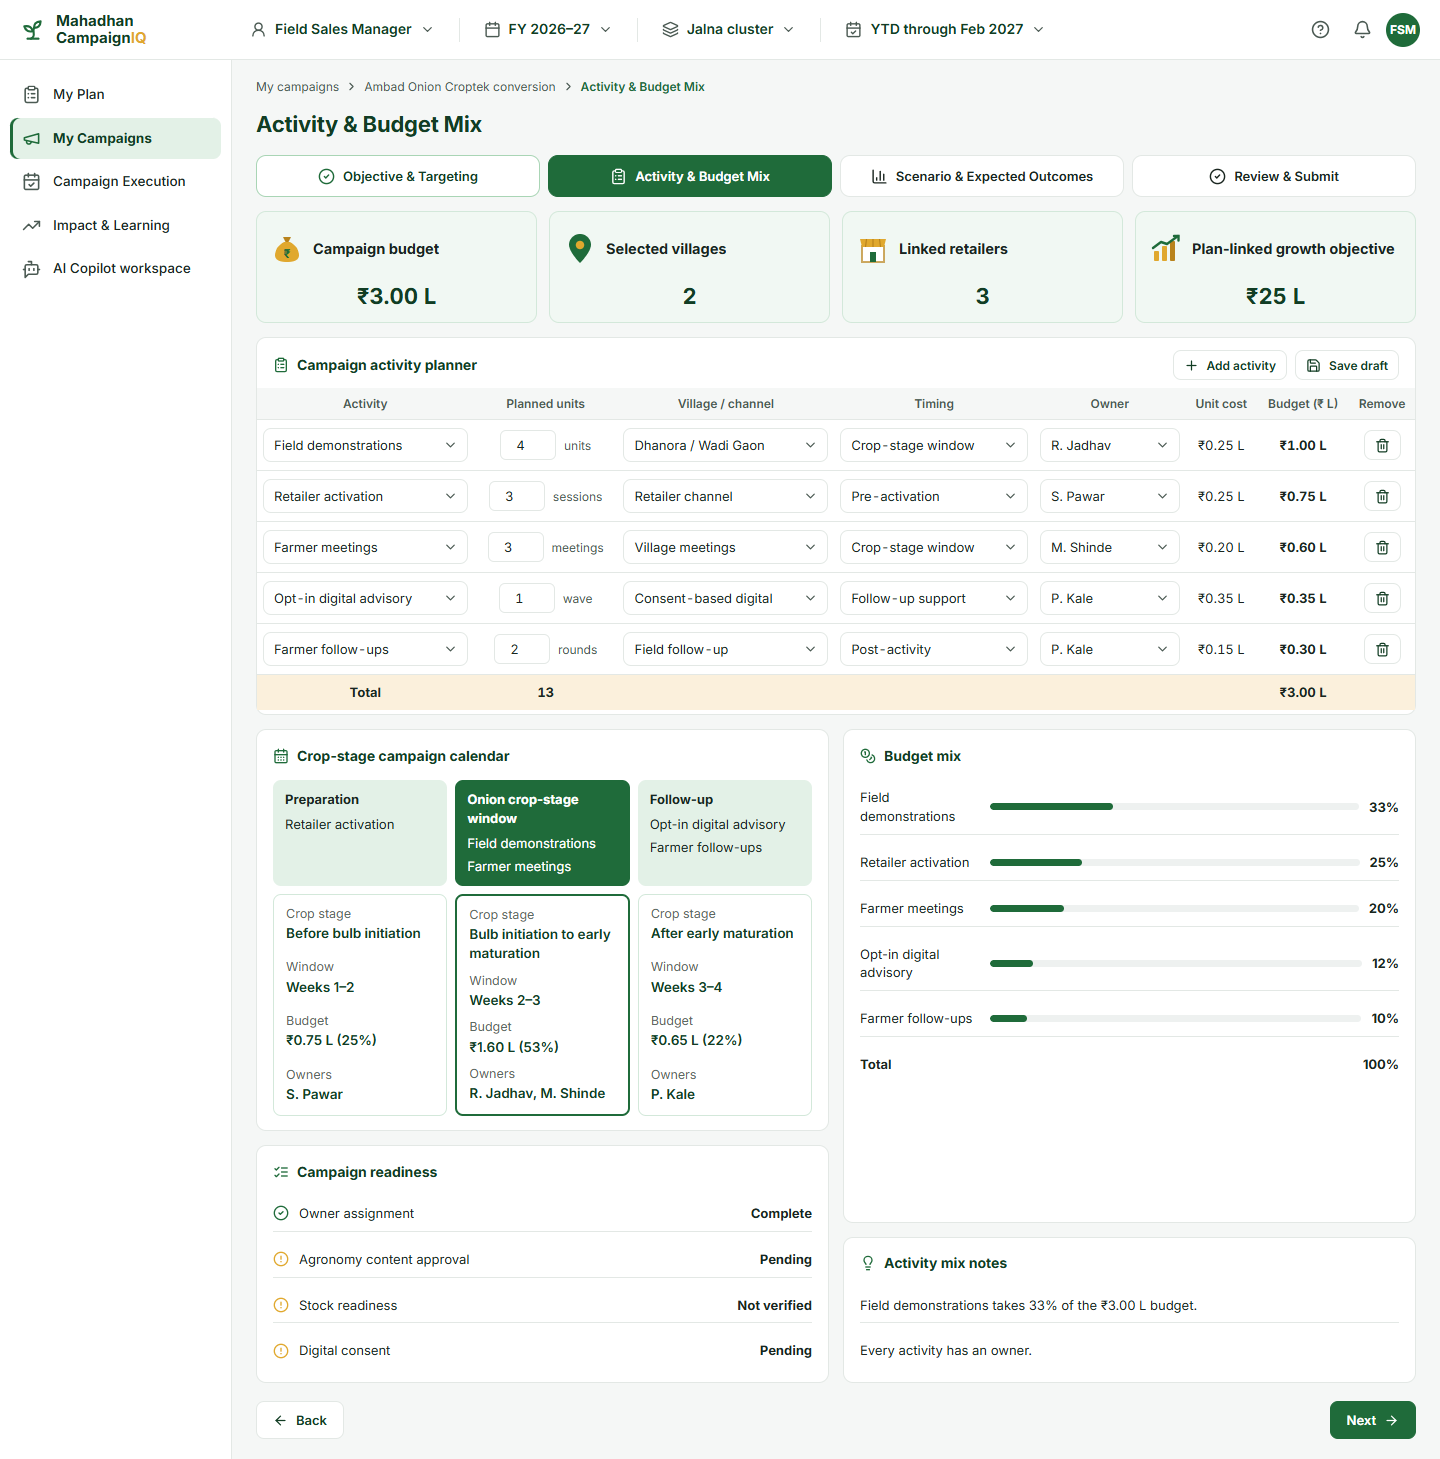 Mahadhan
CampaignIQ
Field Sales Manager
FY 2026–27
Jalna cluster
YTD through Feb 2027
FSM
My Plan
My Campaigns
Campaign Execution
Impact & Learning
AI Copilot workspace
My campaigns > Ambad Onion Croptek conversion > Activity & Budget Mix
Activity & Budget Mix
Objective & Targeting
Activity & Budget Mix
Scenario & Expected Outcomes
Review & Submit
Campaign budget
₹3.00 L
Selected villages
2
Linked retailers
3
Plan-linked growth objective
₹25 L
Campaign activity planner
Add activity
Save draft
Activity Planned units Village / channel Timing Owner Unit cost Budget (₹ L) Remove
Field demonstrations 4 units Dhanora / Wadi Gaon Crop-stage window R. Jadhav ₹0.25 L ₹1.00 L
Retailer activation 3 sessions Retailer channel Pre-activation S. Pawar ₹0.25 L ₹0.75 L
Farmer meetings 3 meetings Village meetings Crop-stage window M. Shinde ₹0.20 L ₹0.60 L
Opt-in digital advisory 1 wave Consent-based digital Follow-up support P. Kale ₹0.35 L ₹0.35 L
Farmer follow-ups 2 rounds Field follow-up Post-activity P. Kale ₹0.15 L ₹0.30 L
Total 13 ₹3.00 L
Crop-stage campaign calendar
Preparation
Retailer activation
Crop stage
Before bulb initiation
Window
Weeks 1–2
Budget
₹0.75 L (25%)
Owners
S. Pawar
Onion crop-stage
window
Field demonstrations
Farmer meetings
Crop stage
Bulb initiation to early
maturation
Window
Weeks 2–3
Budget
₹1.60 L (53%)
Owners
R. Jadhav, M. Shinde
Follow-up
Opt-in digital advisory
Farmer follow-ups
Crop stage
After early maturation
Window
Weeks 3–4
Budget
₹0.65 L (22%)
Owners
P. Kale
Budget mix
Field
demonstrations
33%
Retailer activation 25%
Farmer meetings 20%
Opt-in digital
advisory
12%
Farmer follow-ups 10%
Total 100%
Campaign readiness
Owner assignment Complete
Agronomy content approval Pending
Stock readiness Not verified
Digital consent Pending
Activity mix notes
Field demonstrations takes 33% of the ₹3.00 L budget.
Every activity has an owner.
Back
Next